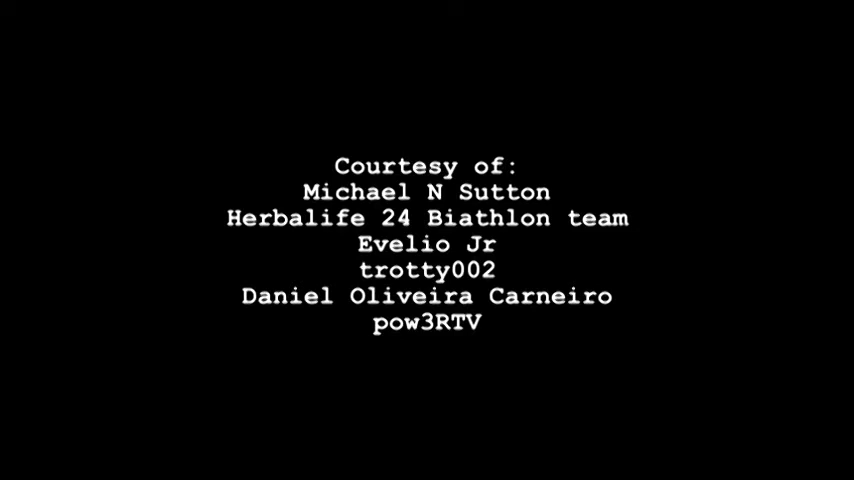 Courtesy of:
Michael N Sutton
Herbalife 24 Biathlon team
Evelio Jr
trotty002
Daniel Oliveira Carneiro
pow3RTV